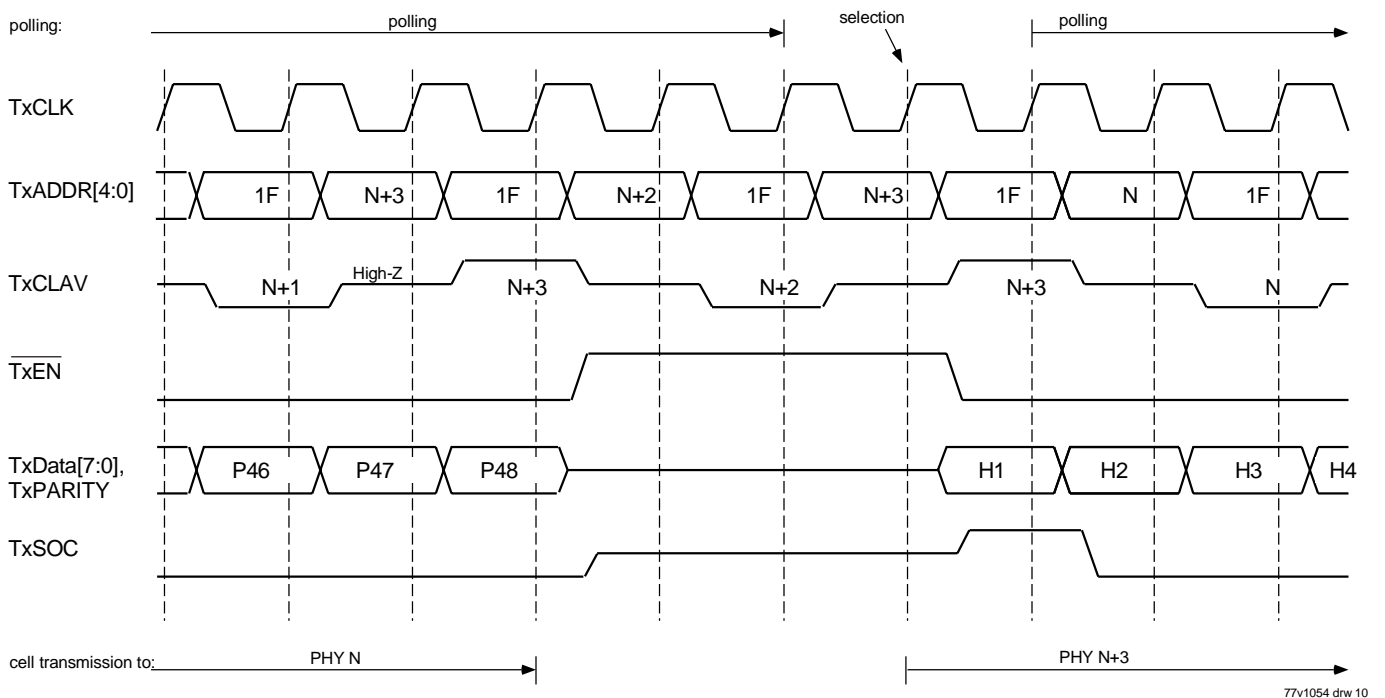 polling: polling selection polling
TxCLK
TxADDR[4:0] 1F N+3 1F N+2 1F N+3 1F N 1F
TxCLAV N+1 High-Z N+3 N+2 N+3 N
TxEN
TxData[7:0],
TxPARITY
P46 P47 P48 H1 H2 H3 H4
TxSOC
cell transmission to: PHY N PHY N+3
77v1054 drw 10